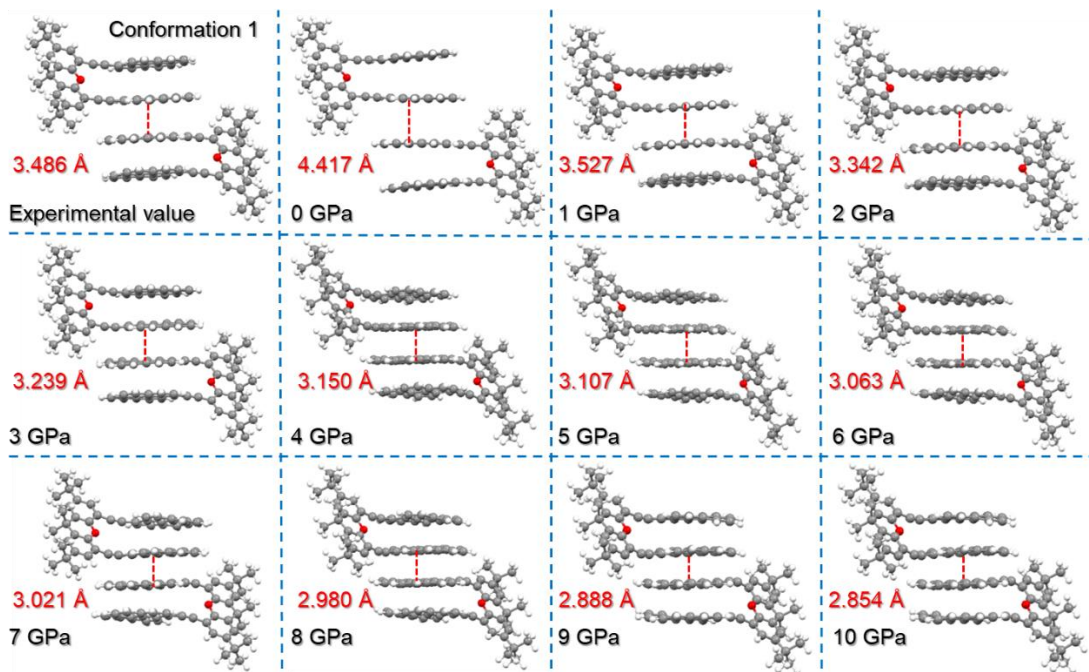 Conformation 1
3.486 Å
Experimental value
4.417 Å
0 GPa
3.527 Å
1 GPa
3.342 Å
2 GPa
3.239 Å
3 GPa
3.150 Å
4 GPa
3.107 Å
5 GPa
3.063 Å
6 GPa
3.021 Å
7 GPa
2.980 Å
8 GPa
2.888 Å
9 GPa
2.854 Å
10 GPa